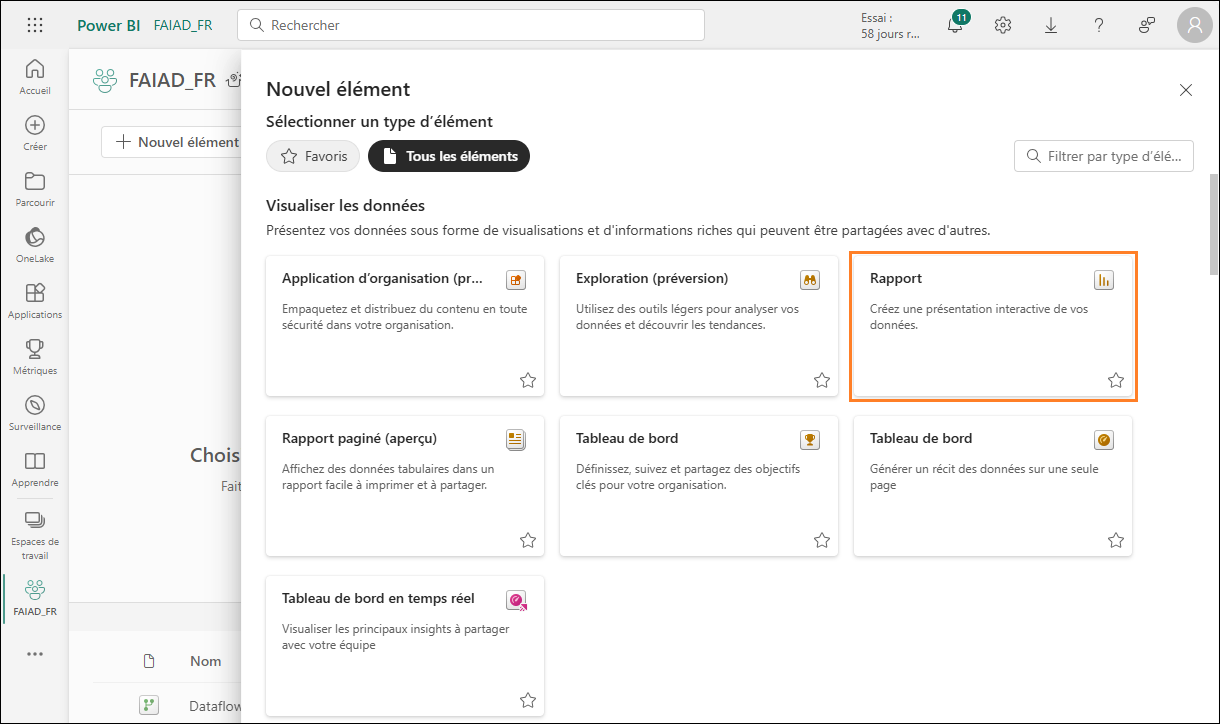 Power BI FAIAD_FR
Rechercher
Essai :
58 jours r...
11
Accueil
Créer
Parcourir
OneLake
Applications
Métriques
Surveillance
Apprendre
Espaces de
travail
FAIAD_FR
FAIAD_FR
Nouvel élément
Chois
Fait
Nom
Dataflow
Nouvel élément
Sélectionner un type d’élément
Favoris
Tous les éléments
Filtrer par type d’élé...
Visualiser les données
Présentez vos données sous forme de visualisations et d'informations riches qui peuvent être partagées avec d'autres.
Application d’organisation (pr...
Empaquetez et distribuez du contenu en toute
sécurité dans votre organisation.
Exploration (préversion)
Utilisez des outils légers pour analyser vos
données et découvrir les tendances.
Rapport
Créez une présentation interactive de vos
données.
Rapport paginé (aperçu)
Affichez des données tabulaires dans un
rapport facile à imprimer et à partager.
Tableau de bord
Définissez, suivez et partagez des objectifs
clés pour votre organisation.
Tableau de bord
Générer un récit des données sur une seule
page
Tableau de bord en temps réel
Visualiser les principaux insights à partager
avec votre équipe